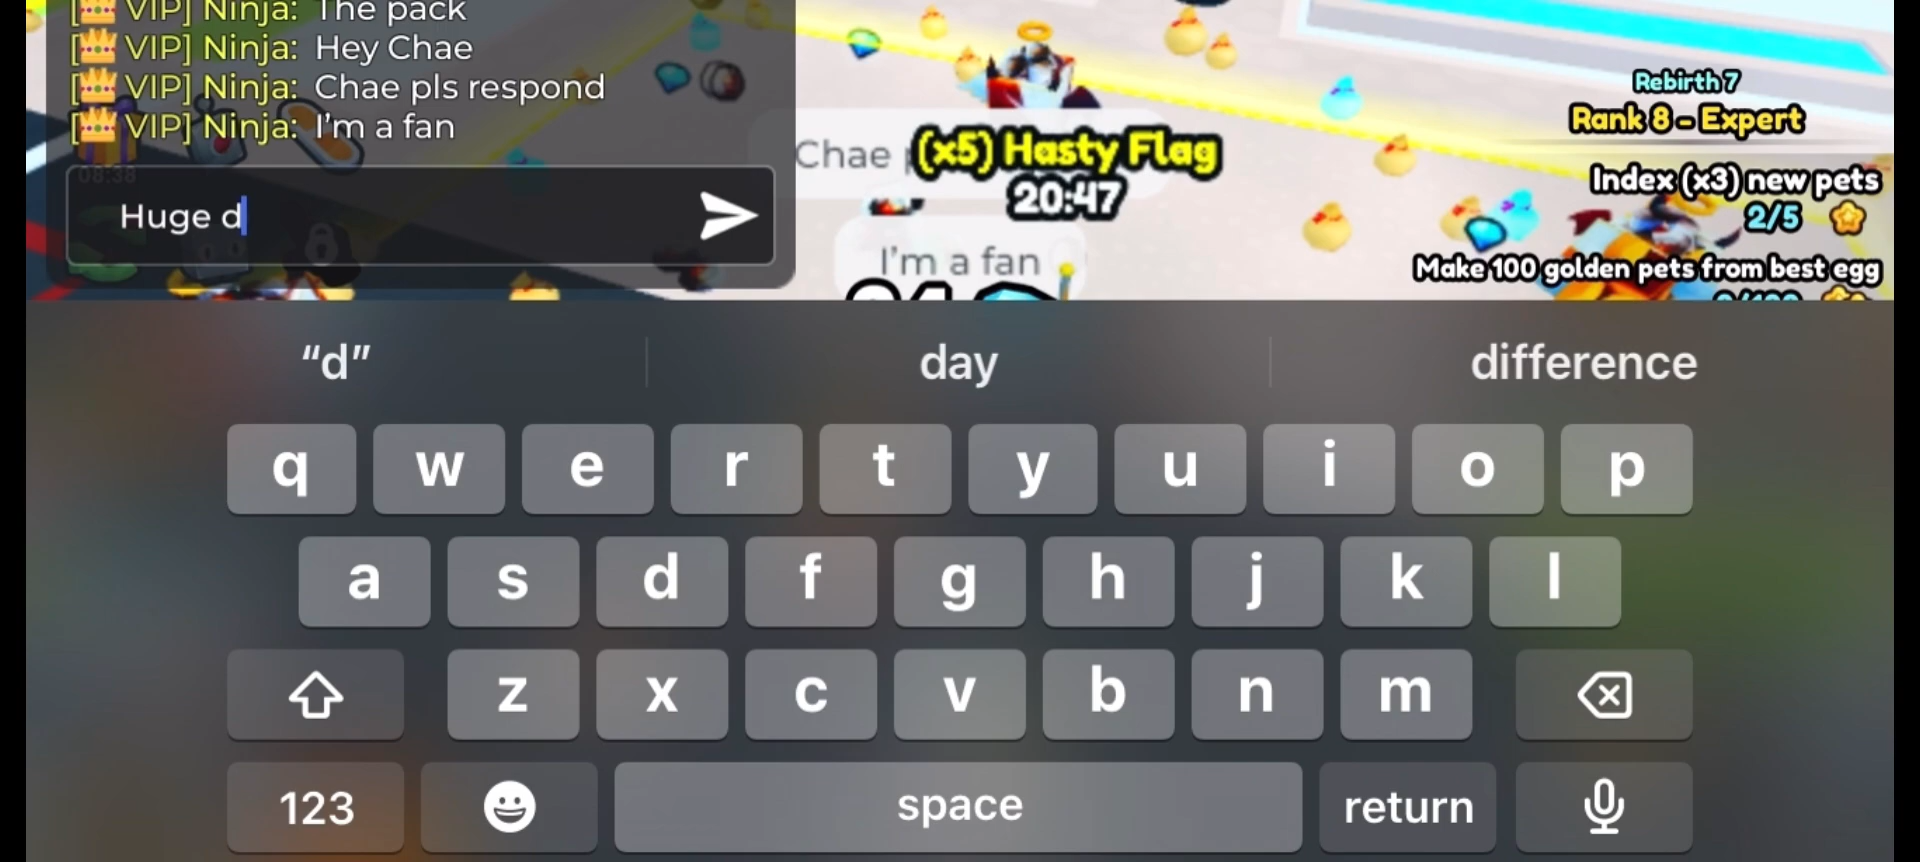 [👑 VIP] Ninja: The pack
[👑 VIP] Ninja: Hey Chae
[👑 VIP] Ninja: Chae pls respond
[👑 VIP] Ninja: I'm a fan
08:38
Huge d
Chae
(x5) Hasty Flag
20:47
I'm a fan
Rebirth 7
Rank 8 - Expert
Index (x3) new pets
2/5
Make 100 golden pets from best egg
“d” day difference
q w e r t y u i o p
a s d f g h j k l
z x c v b n m
123 space return